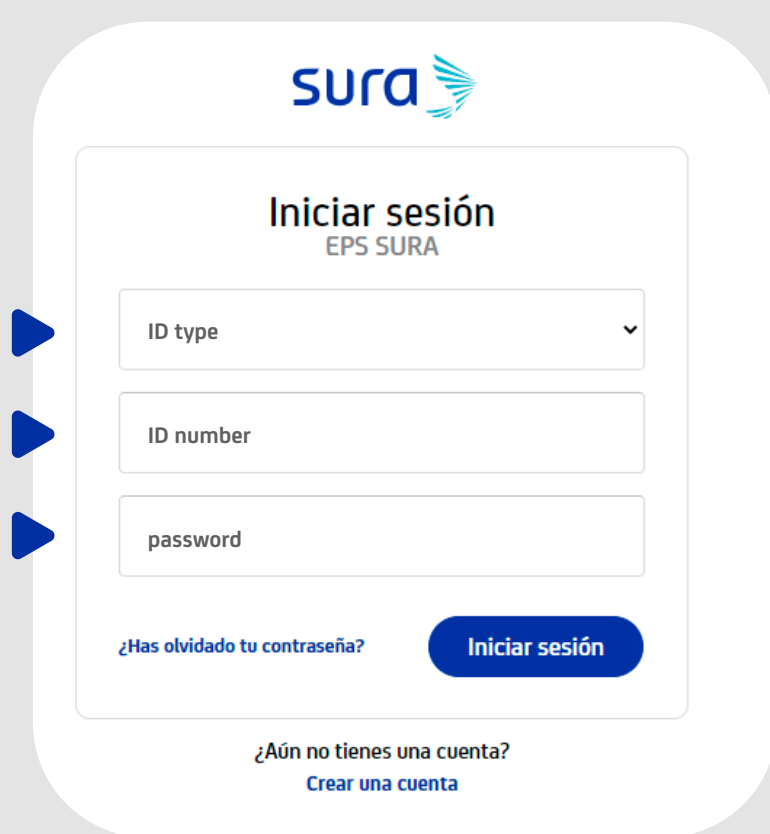 sura
Iniciar sesión
EPS SURA
ID type
ID number
password
¿Has olvidado tu contraseña?
Iniciar sesión
¿Aún no tienes una cuenta?
Crear una cuenta